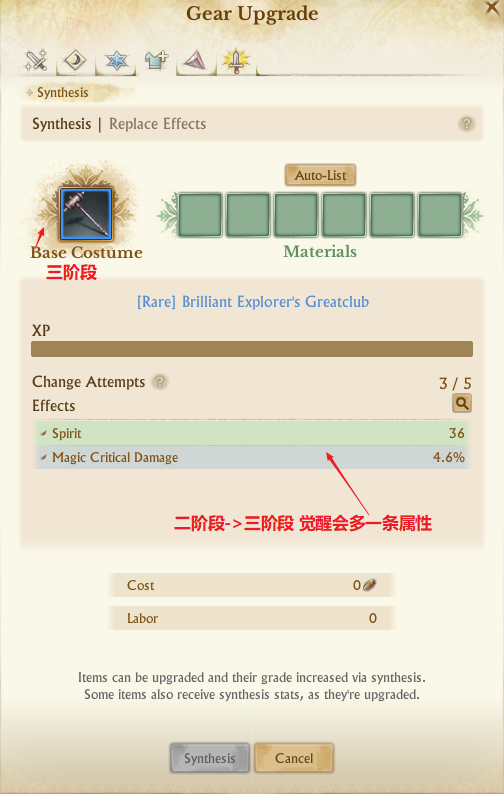 Gear Upgrade
Synthesis
Synthesis | Replace Effects
?
Auto-List
Base Costume
Materials
三阶段
[Rare] Brilliant Explorer's Greatclub
XP
Change Attempts ? 3 / 5
Effects
Spirit 36
Magic Critical Damage 4.6%
二阶段->三阶段 觉醒会多一条属性
Cost 0
Labor 0
Items can be upgraded and their grade increased via synthesis.
Some items also receive synthesis stats, as they're upgraded.
Synthesis Cancel